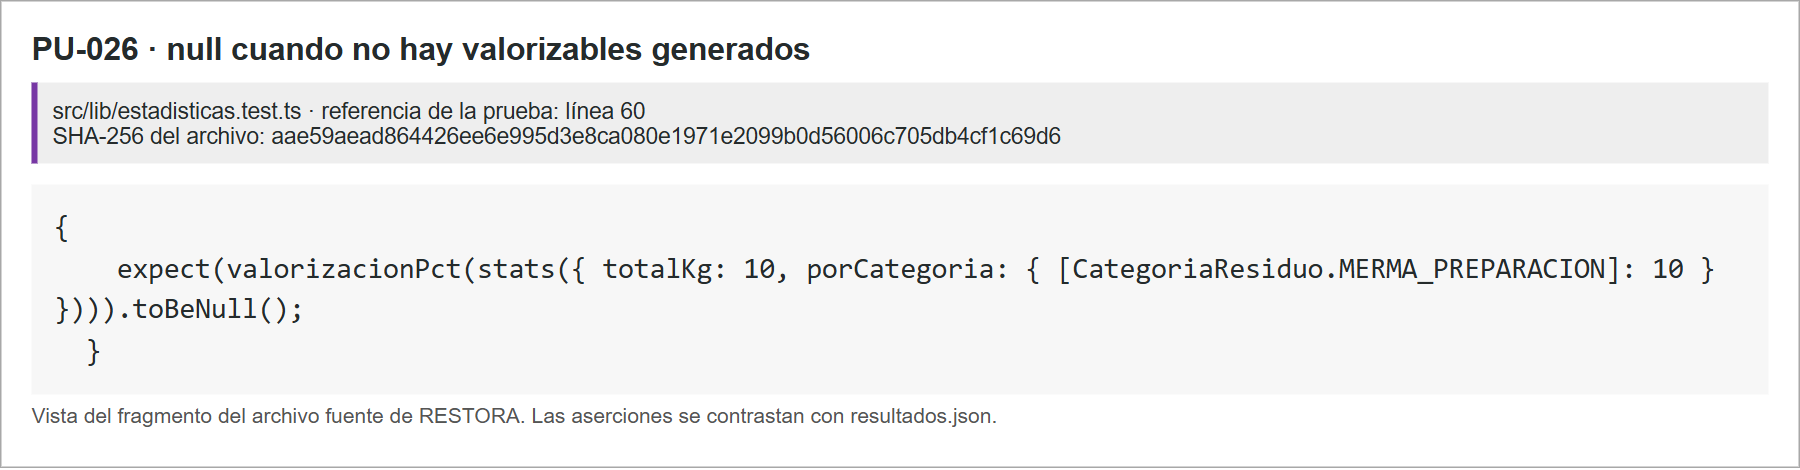 PU-026 · null cuando no hay valorizables generados
src/lib/estadisticas.test.ts · referencia de la prueba: línea 60
SHA-256 del archivo: aae59aead864426ee6e995d3e8ca080e1971e2099b0d56006c705db4cf1c69d6
{
    expect(valorizacionPct(stats({ totalKg: 10, porCategoria: { [CategoriaResiduo.MERMA_PREPARACION]: 10 }
}))).toBeNull();
  }
Vista del fragmento del archivo fuente de RESTORA. Las aserciones se contrastan con resultados.json.